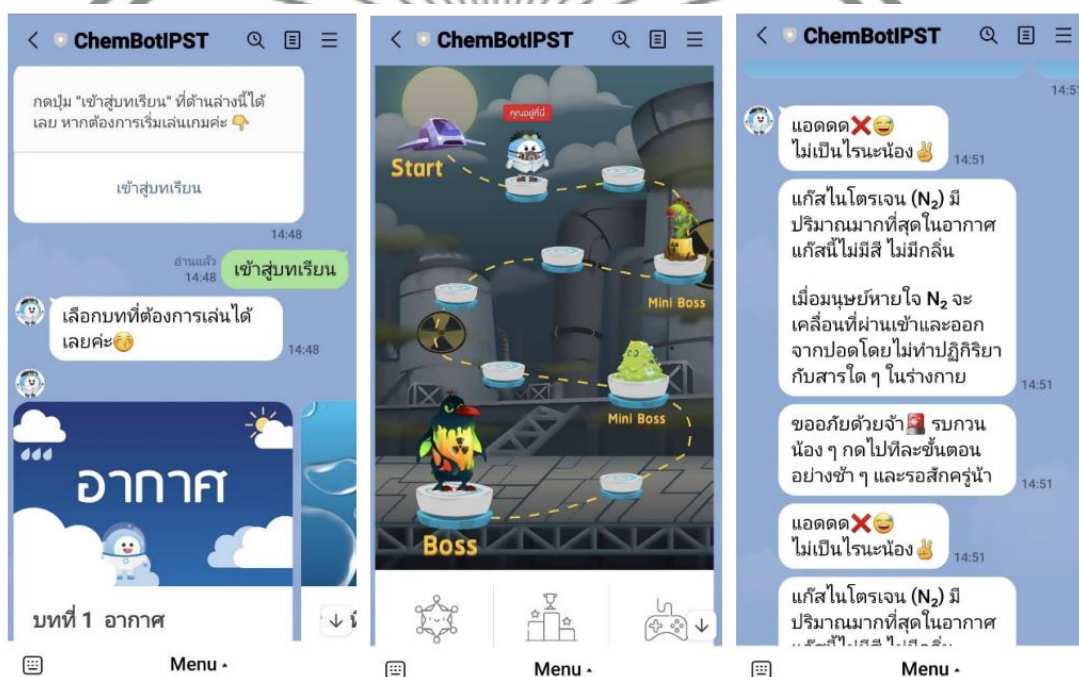 ChemBotIPST
กดปุ่ม "เข้าสู่บทเรียน" ที่ด้านล่างนี้ได้
เลย หากต้องการเริ่มเล่นเกมค่ะ 👇
เข้าสู่บทเรียน
14:48
อ่านแล้ว
14:48
เข้าสู่บทเรียน
เลือกบทที่ต้องการเล่นได้
เลยค่ะ😚
14:48
อากาศ
บทที่ 1 อากาศ
Menu
ChemBotIPST
คุณอยู่ที่นี่
Start
Mini Boss
Mini Boss
Boss
Menu
ChemBotIPST
14:51
แอดดด❌😅
ไม่เป็นไรนะน้อง✌
14:51
แก๊สไนโตรเจน (N₂) มี
ปริมาณมากที่สุดในอากาศ
แก๊สนี้ไม่มีสี ไม่มีกลิ่น
เมื่อมนุษย์หายใจ N₂ จะ
เคลื่อนที่ผ่านเข้าและออก
จากปอดโดยไม่ทำปฏิกิริยา
กับสารใด ๆ ในร่างกาย
14:51
ขออภัยด้วยจ้า🚨 รบกวน
น้อง ๆ กดไปทีละขั้นตอน
อย่างช้า ๆ และรอสักครู่น้า
14:51
แอดดด❌😅
ไม่เป็นไรนะน้อง✌
14:51
แก๊สไนโตรเจน (N₂) มี
ปริมาณมากที่สุดในอากาศ
Menu